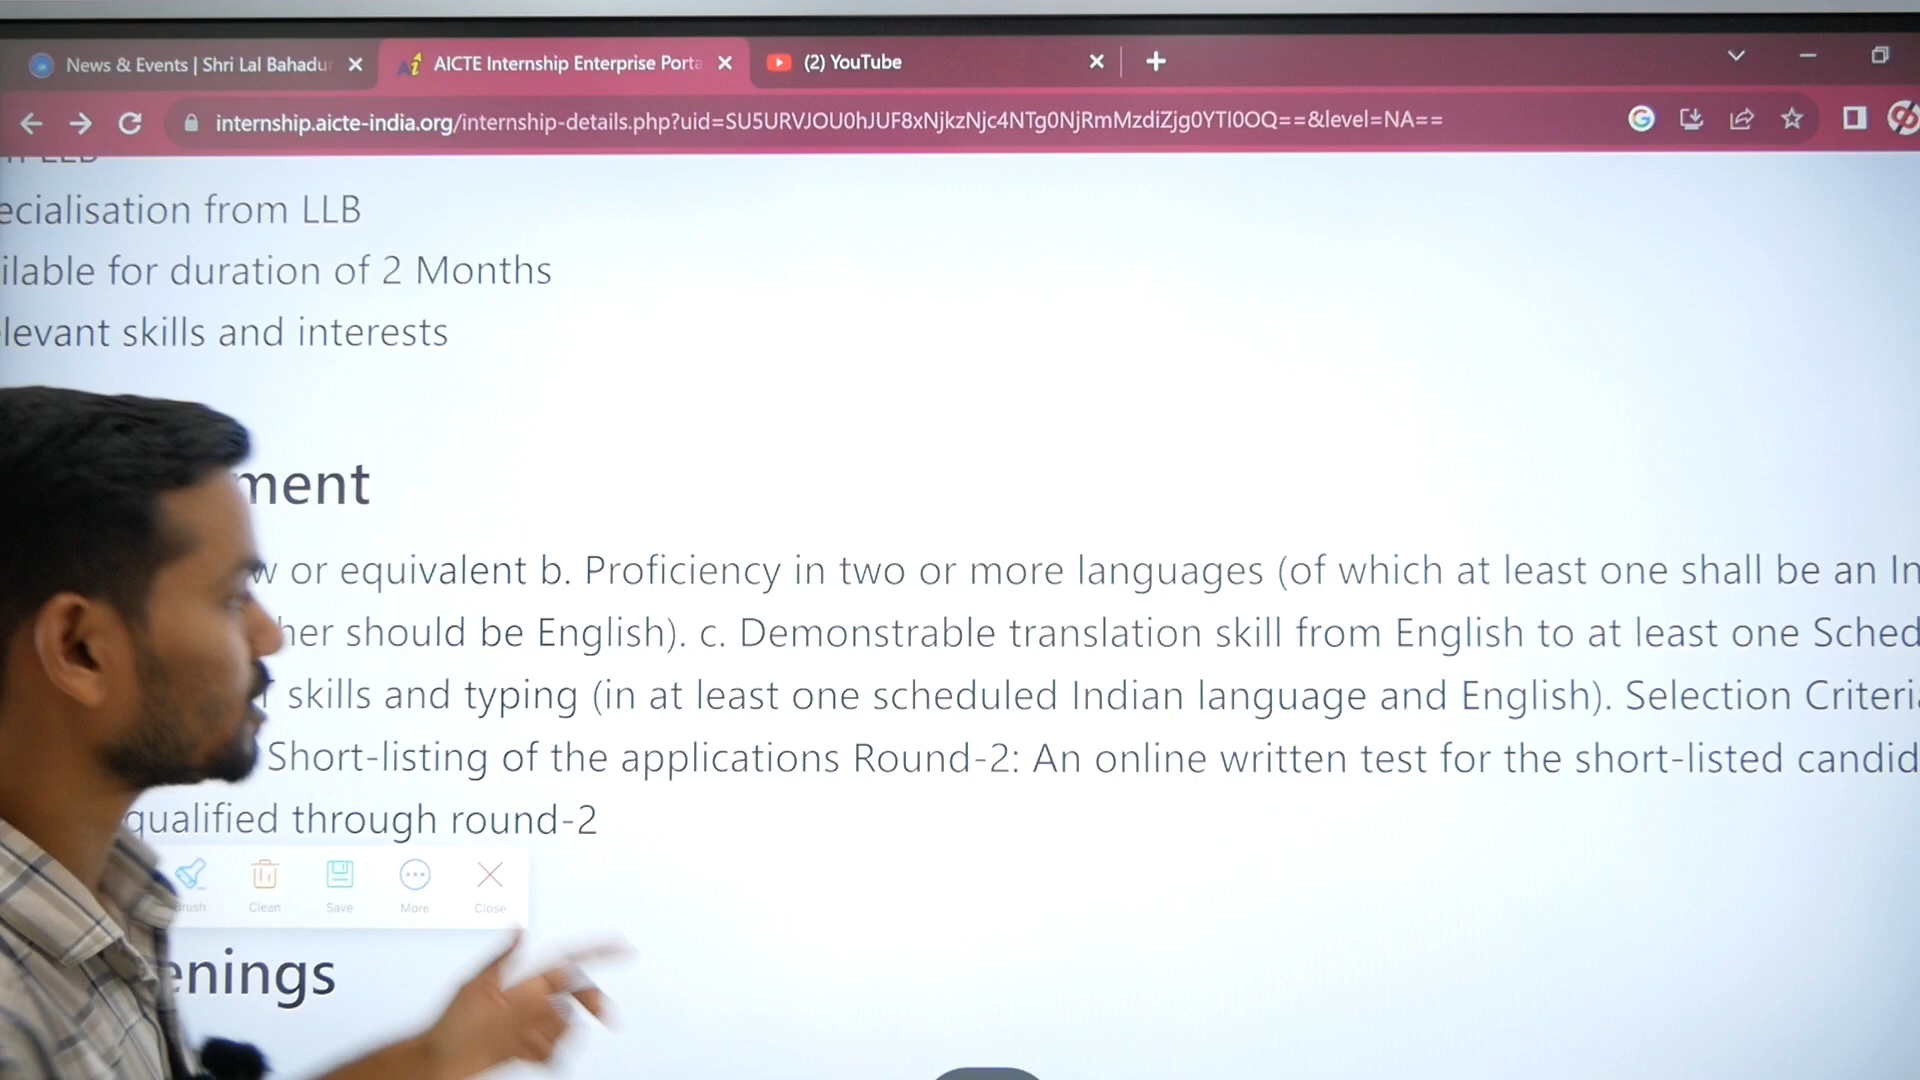 News & Events | Shri Lal Bahadu
AICTE Internship Enterprise Porta
(2) YouTube
internship.aicte-india.org/internship-details.php?uid=SU5URVJOU0hJUF8xNjkzNjc4NTg0NjRmMzdiZjg0YTI0OQ==&level=NA==
ecialisation from LLB
ilable for duration of 2 Months
levant skills and interests
ment
w or equivalent b. Proficiency in two or more languages (of which at least one shall be an In
her should be English). c. Demonstrable translation skill from English to at least one Sched
skills and typing (in at least one scheduled Indian language and English). Selection Criteri
Short-listing of the applications Round-2: An online written test for the short-listed candid
qualified through round-2
Brush Clean Save More Close
enings